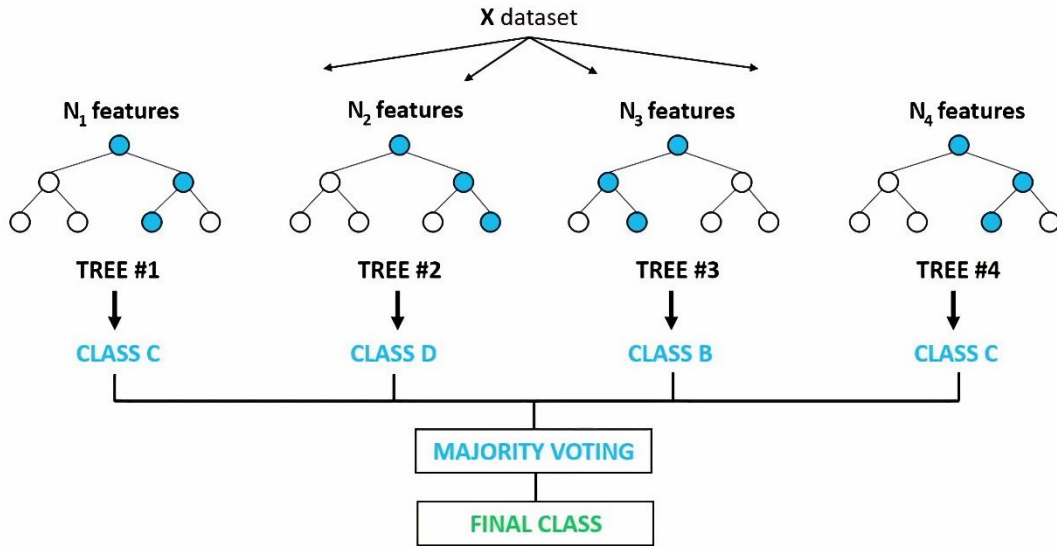 X dataset
N₁ features
N₂ features
N₃ features
N₄ features
TREE #1
TREE #2
TREE #3
TREE #4
CLASS C
CLASS D
CLASS B
CLASS C
MAJORITY VOTING
FINAL CLASS